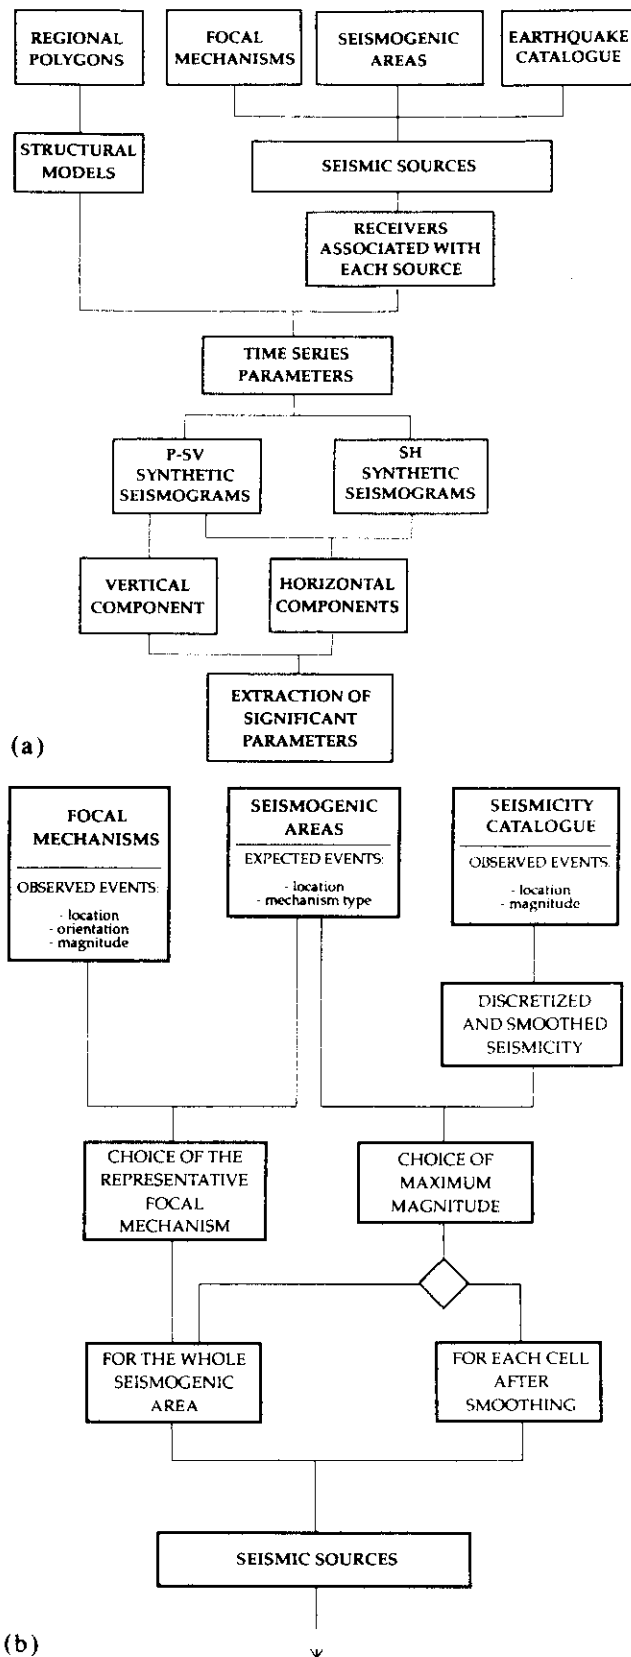 REGIONAL
POLYGONS
FOCAL
MECHANISMS
SEISMOGENIC
AREAS
EARTHQUAKE
CATALOGUE
STRUCTURAL
MODELS
SEISMIC SOURCES
RECEIVERS
ASSOCIATED WITH
EACH SOURCE
TIME SERIES
PARAMETERS
P-SV
SYNTHETIC
SEISMOGRAMS
SH
SYNTHETIC
SEISMOGRAMS
VERTICAL
COMPONENT
HORIZONTAL
COMPONENTS
EXTRACTION OF
SIGNIFICANT
PARAMETERS
(a)
FOCAL
MECHANISMS
OBSERVED EVENTS:
- location
- orientation
- magnitude
SEISMOGENIC
AREAS
EXPECTED EVENTS:
- location
- mechanism type
SEISMICITY
CATALOGUE
OBSERVED EVENTS:
- location
- magnitude
DISCRETIZED
AND SMOOTHED
SEISMICITY
CHOICE OF THE
REPRESENTATIVE
FOCAL
MECHANISM
CHOICE OF
MAXIMUM
MAGNITUDE
FOR THE WHOLE
SEISMOGENIC
AREA
FOR EACH CELL
AFTER
SMOOTHING
SEISMIC SOURCES
(b)